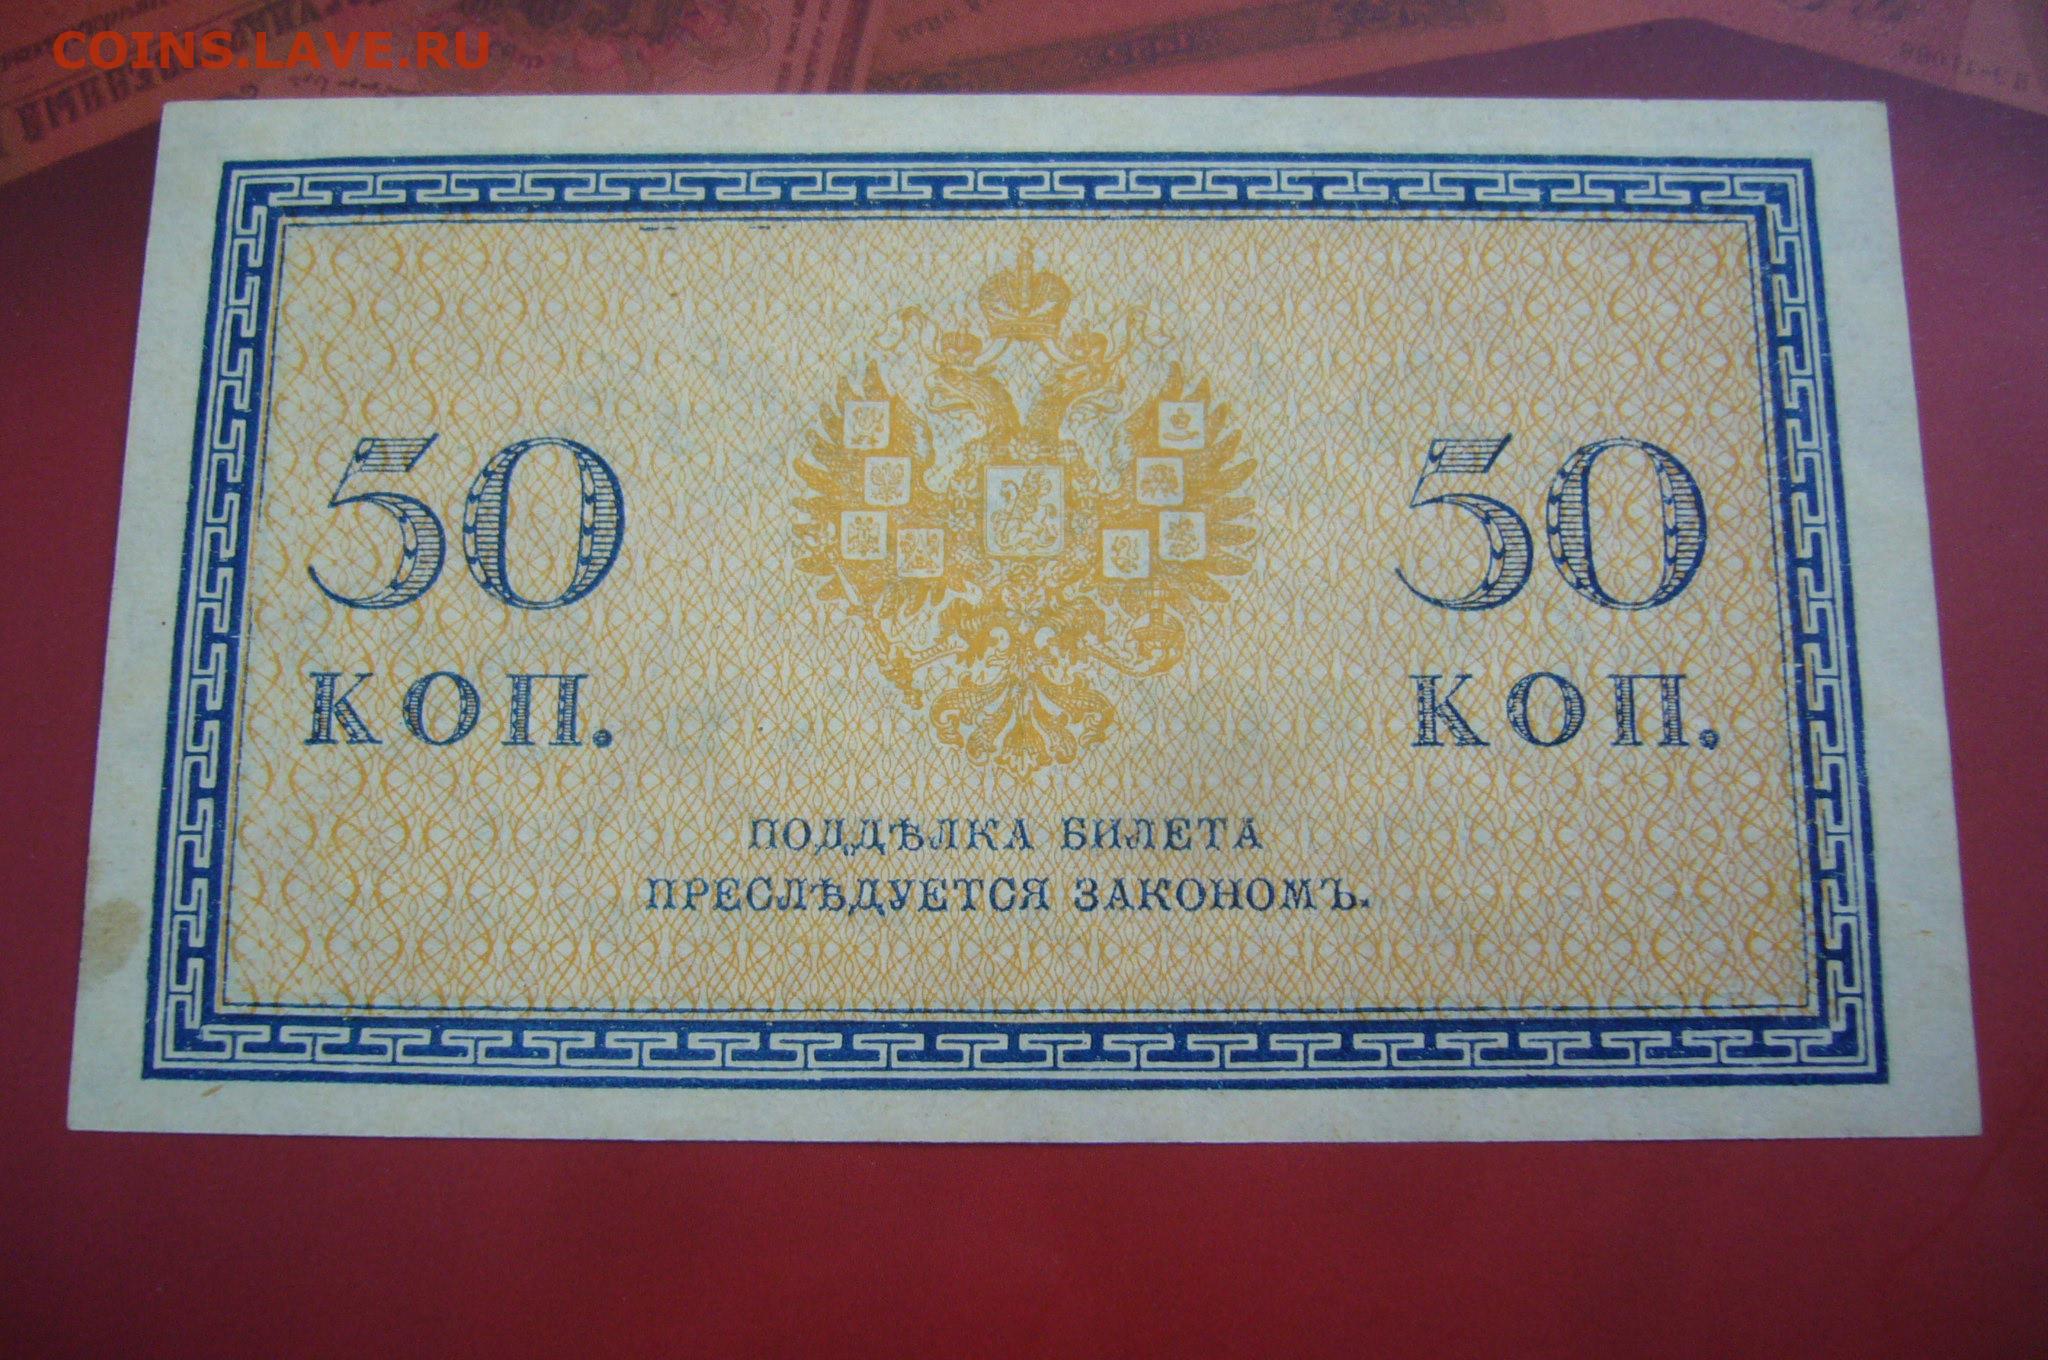 COINS.LAVE.RU
50
КОП.
50
КОП.
ПОДДѢЛКА БИЛЕТА
ПРЕСЛѢДУЕТСЯ ЗАКОНОМЪ.